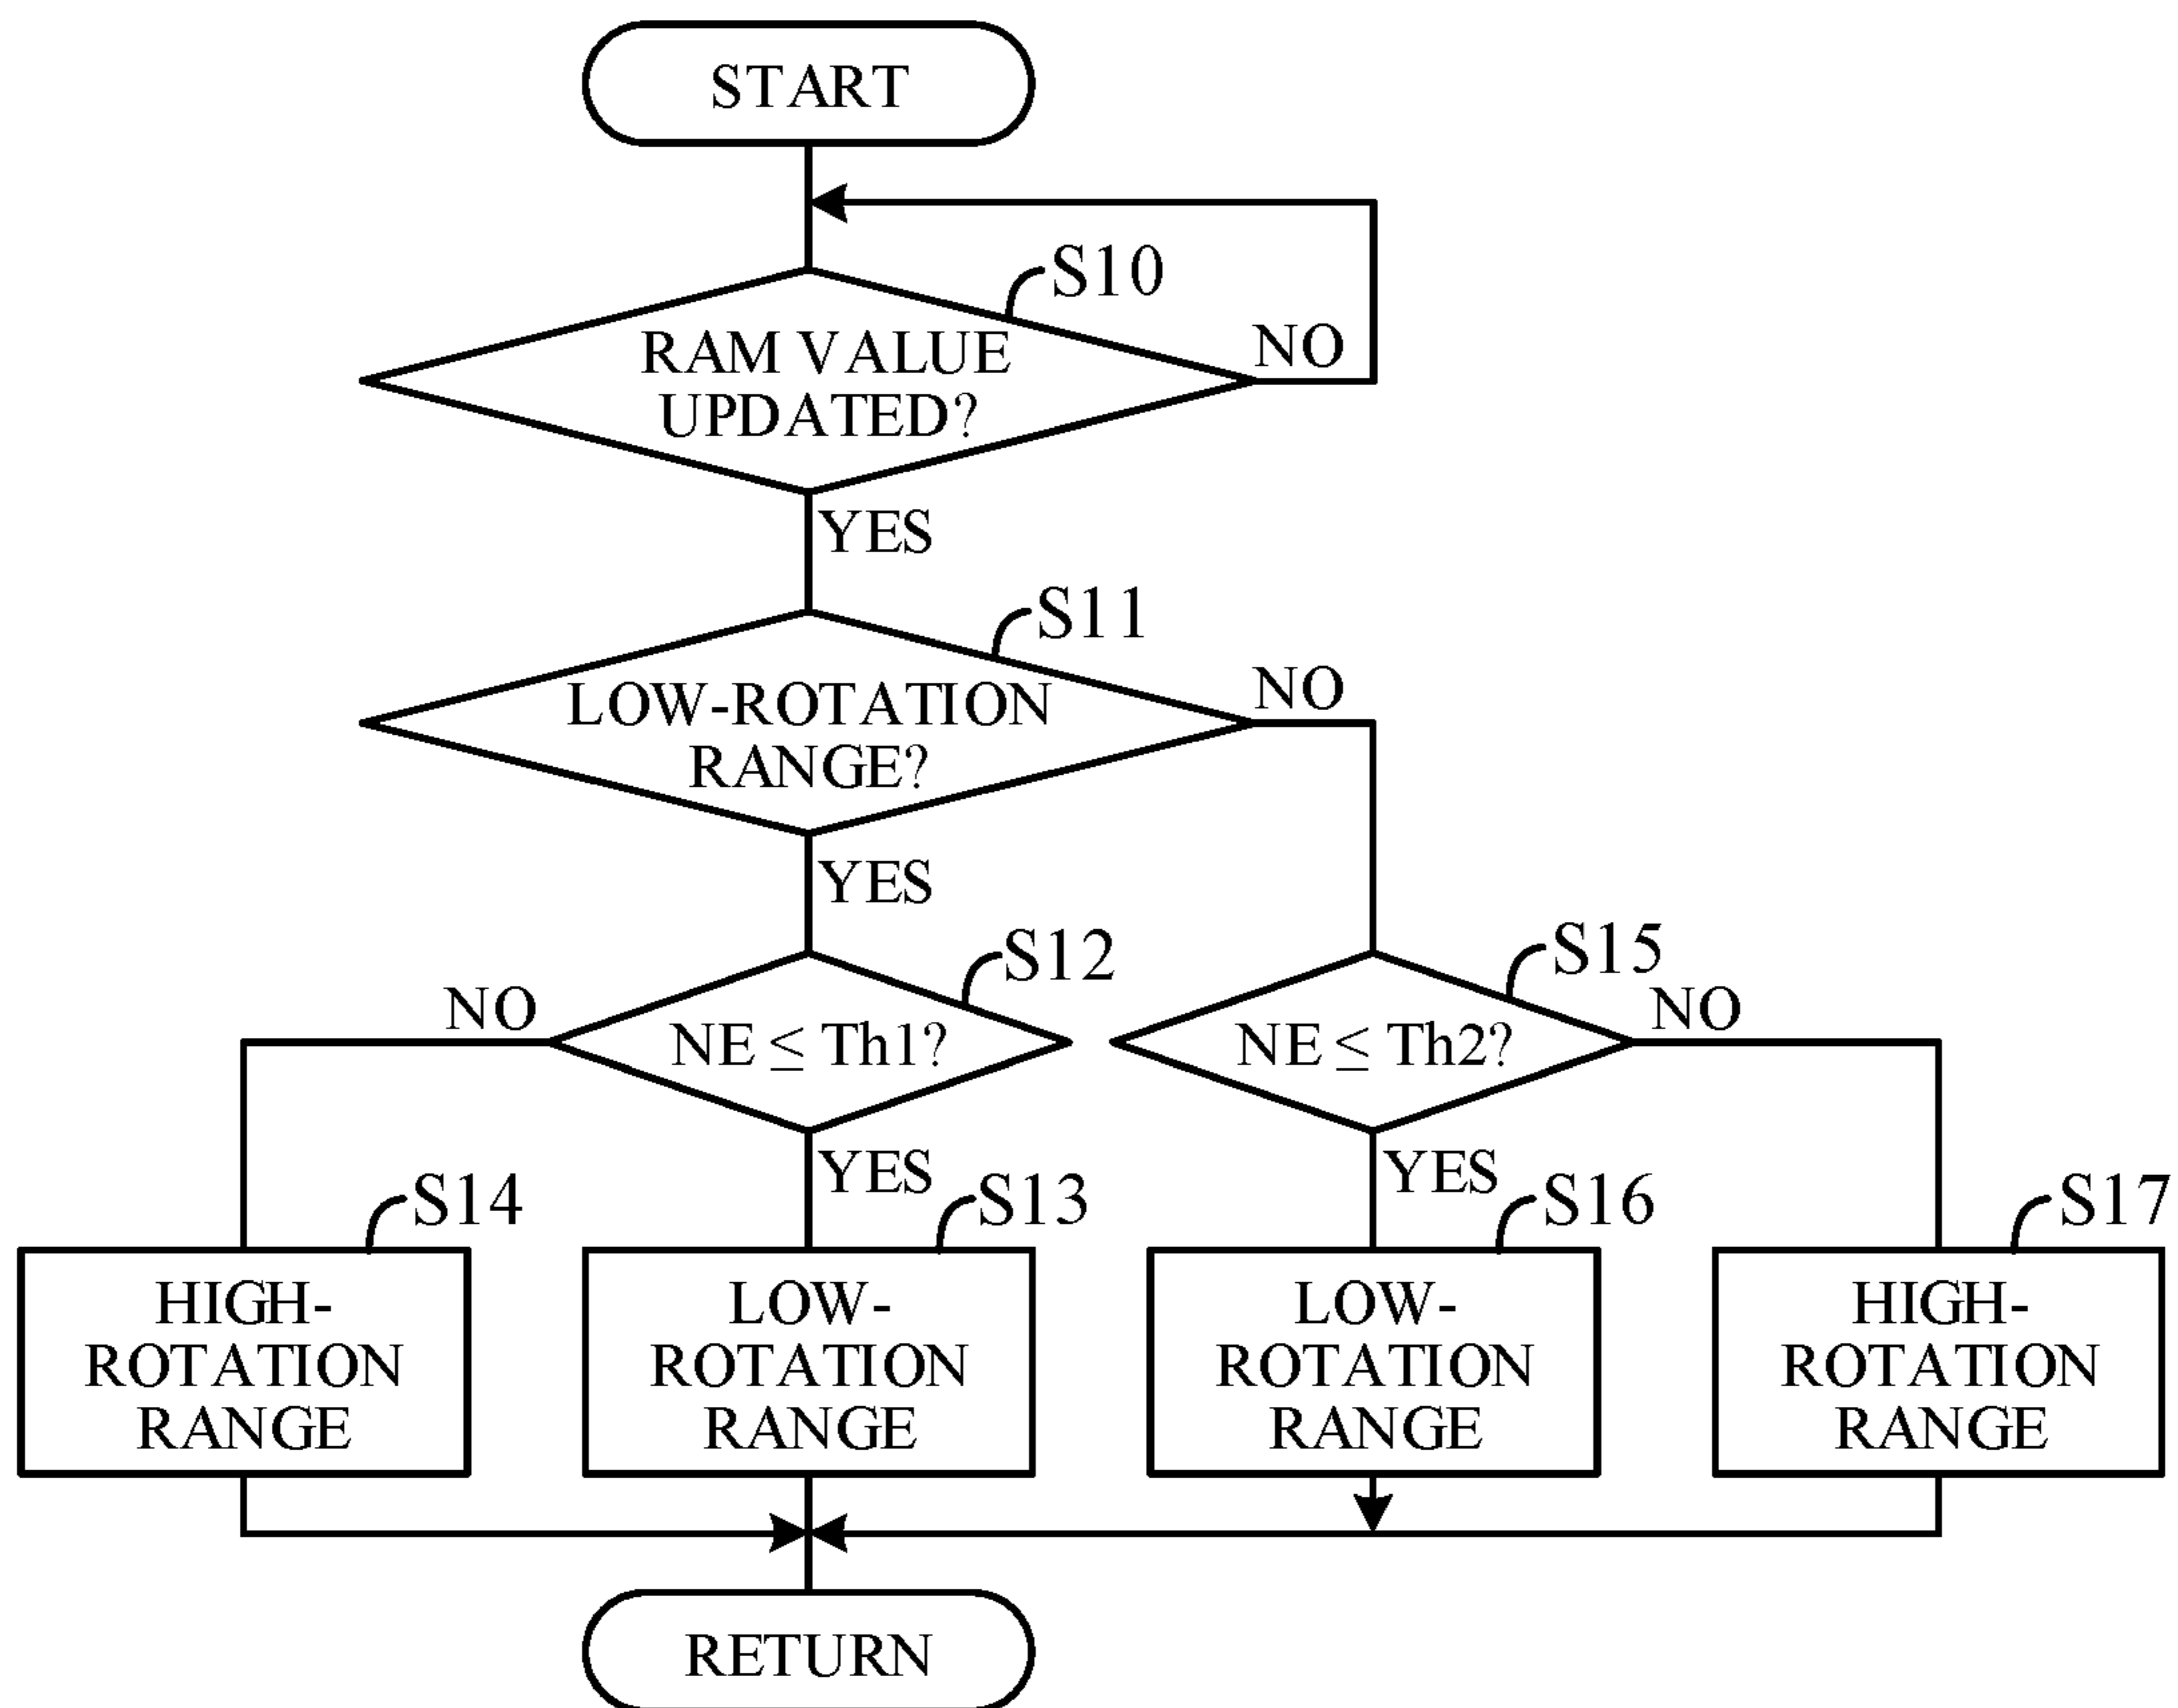 START
S10
RAM VALUE
UPDATED?
NO
YES
S11
LOW-ROTATION
RANGE?
NO
YES
S12
NE ≤ Th1?
NO
YES
S15
NE ≤ Th2?
NO
YES
S14
HIGH-
ROTATION
RANGE
S13
LOW-
ROTATION
RANGE
S16
LOW-
ROTATION
RANGE
S17
HIGH-
ROTATION
RANGE
RETURN